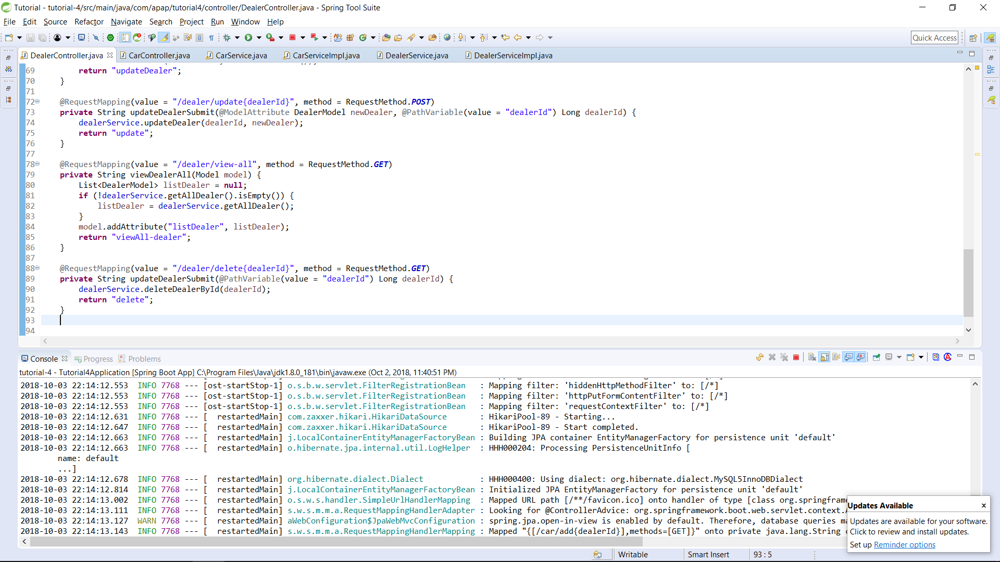 Tutorial - tutorial-4/src/main/java/com/apap/tutorial4/controller/DealerController.java - Spring Tool Suite
File Edit Source Refactor Navigate Search Project Run Window Help
Quick Access
DealerController.java CarController.java CarService.java CarServiceImpl.java DealerService.java DealerServiceImpl.java
69 return "updateDealer";
70 }
71
72 @RequestMapping(value = "/dealer/update{dealerId}", method = RequestMethod.POST)
73 private String updateDealerSubmit(@ModelAttribute DealerModel newDealer, @PathVariable(value = "dealerId") Long dealerId) {
74 dealerService.updateDealer(dealerId, newDealer);
75 return "update";
76 }
77
78 @RequestMapping(value = "/dealer/view-all", method = RequestMethod.GET)
79 private String viewDealerAll(Model model) {
80 List<DealerModel> listDealer = null;
81 if (!dealerService.getAllDealer().isEmpty()) {
82 listDealer = dealerService.getAllDealer();
83 }
84 model.addAttribute("listDealer", listDealer);
85 return "viewAll-dealer";
86 }
87
88 @RequestMapping(value = "/dealer/delete{dealerId}", method = RequestMethod.GET)
89 private String updateDealerSubmit(@PathVariable(value = "dealerId") Long dealerId) {
90 dealerService.deleteDealerById(dealerId);
91 return "delete";
92 }
93
94
Console Progress Problems
tutorial-4 - Tutorial4Application [Spring Boot App] C:\Program Files\Java\jdk1.8.0_181\bin\javaw.exe (Oct 2, 2018, 11:40:51 PM)
2018-10-03 22:14:12.553 INFO 7768 --- [ost-startStop-1] o.s.b.w.servlet.FilterRegistrationBean : Mapping filter: 'hiddenHttpMethodFilter' to: [/*]
2018-10-03 22:14:12.553 INFO 7768 --- [ost-startStop-1] o.s.b.w.servlet.FilterRegistrationBean : Mapping filter: 'httpPutFormContentFilter' to: [/*]
2018-10-03 22:14:12.553 INFO 7768 --- [ost-startStop-1] o.s.b.w.servlet.FilterRegistrationBean : Mapping filter: 'requestContextFilter' to: [/*]
2018-10-03 22:14:12.631 INFO 7768 --- [ restartedMain] com.zaxxer.hikari.HikariDataSource : HikariPool-89 - Starting...
2018-10-03 22:14:12.647 INFO 7768 --- [ restartedMain] com.zaxxer.hikari.HikariDataSource : HikariPool-89 - Start completed.
2018-10-03 22:14:12.663 INFO 7768 --- [ restartedMain] j.LocalContainerEntityManagerFactoryBean : Building JPA container EntityManagerFactory for persistence unit 'default'
2018-10-03 22:14:12.663 INFO 7768 --- [ restartedMain] o.hibernate.jpa.internal.util.LogHelper : HHH000204: Processing PersistenceUnitInfo [
name: default
...]
2018-10-03 22:14:12.678 INFO 7768 --- [ restartedMain] org.hibernate.dialect.Dialect : HHH000400: Using dialect: org.hibernate.dialect.MySQL5InnoDBDialect
2018-10-03 22:14:12.814 INFO 7768 --- [ restartedMain] j.LocalContainerEntityManagerFactoryBean : Initialized JPA EntityManagerFactory for persistence unit 'default'
2018-10-03 22:14:13.002 INFO 7768 --- [ restartedMain] o.s.w.s.handler.SimpleUrlHandlerMapping : Mapped URL path [/**/favicon.ico] onto handler of type [class org.springframe
2018-10-03 22:14:13.111 INFO 7768 --- [ restartedMain] s.w.s.m.m.a.RequestMappingHandlerAdapter : Looking for @ControllerAdvice: org.springframework.boot.web.servlet.context.
2018-10-03 22:14:13.127 WARN 7768 --- [ restartedMain] aWebConfiguration$JpaWebMvcConfiguration : spring.jpa.open-in-view is enabled by default. Therefore, database queries ma
2018-10-03 22:14:13.143 INFO 7768 --- [ restartedMain] s.w.s.m.m.a.RequestMappingHandlerMapping : Mapped "{[/car/add{dealerId}],methods=[GET]}" onto private java.lang.String
Updates Available
Updates are available for your software.
Click to review and install updates.
Set up Reminder options
Writable Smart Insert 93 : 5